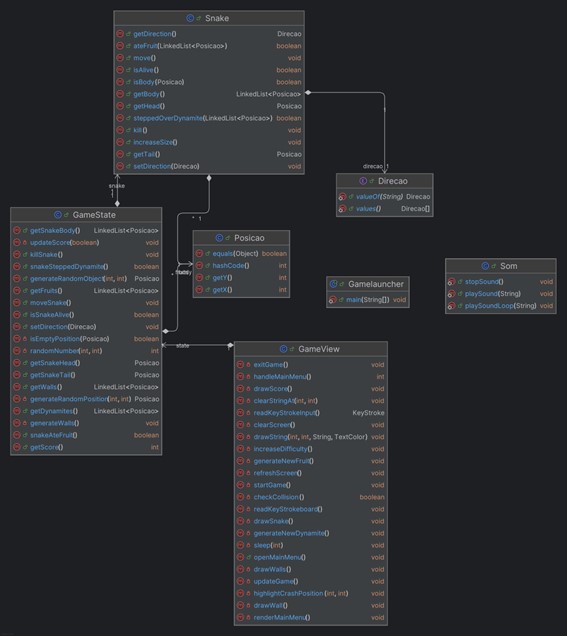 Snake
getDirection() Direcao
ateFruit(LinkedList<Posicao>) boolean
move() void
isAlive() boolean
isBody(Posicao) boolean
getBody() LinkedList<Posicao>
getHead() Posicao
steppedOverDynamite(LinkedList<Posicao>) boolean
kill() void
increaseSize() void
getTail() Posicao
setDirection(Direcao) void
direcao 1
Direcao
valueOf(String) Direcao
values() Direcao[]
snake
1
GameState
getSnakeBody() LinkedList<Posicao>
updateScore(boolean) void
killSnake() void
snakeSteppedDynamite() boolean
generateRandomObject(int, int) Posicao
getFruits() LinkedList<Posicao>
moveSnake() void
isSnakeAlive() boolean
setDirection(Direcao) void
isEmptyPosition(Posicao) boolean
randomNumber(int, int) int
getSnakeHead() Posicao
getSnakeTail() Posicao
getWalls() LinkedList<Posicao>
generateRandomPosition(int, int) Posicao
getDynamites() LinkedList<Posicao>
generateWalls() void
snakeAteFruit() boolean
getScore() int
* 1
Posicao
equals(Object) boolean
hashCode() int
getY() int
getX() int
Gamelauncher
main(String[]) void
Som
stopSound() void
playSound(String) void
playSoundLoop(String) void
state
GameView
exitGame() void
handleMainMenu() int
drawScore() void
clearStringAt(int, int) void
readKeyStrokeInput() KeyStroke
clearScreen() void
drawString(int, int, String, TextColor) void
increaseDifficulty() void
generateNewFruit() void
refreshScreen() void
startGame() void
checkCollision() boolean
readKeyStrokeboard() void
drawSnake() void
generateNewDynamite() void
sleep(int) void
openMainMenu() void
drawWalls() void
updateGame() void
highlightCrashPosition (int, int) void
drawWall() void
renderMainMenu() void